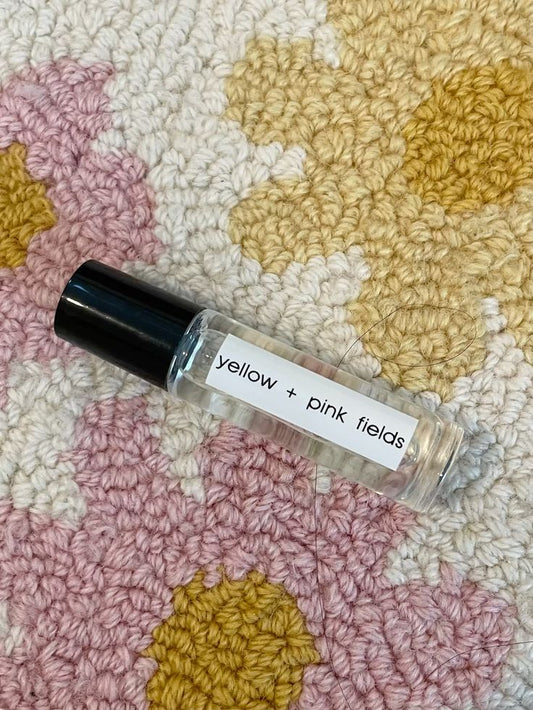 yellow + pink fields